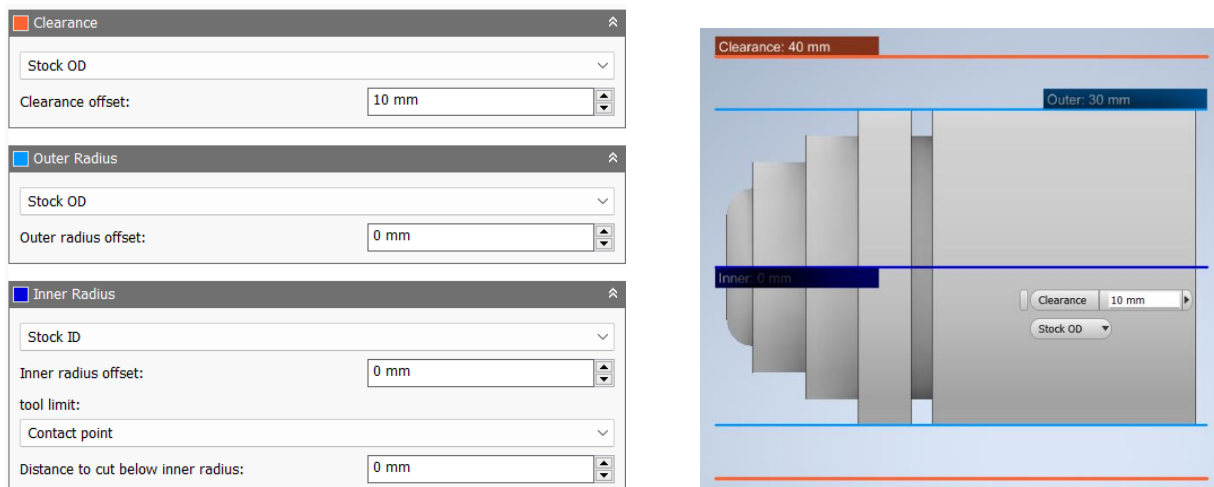 Clearance
Stock OD
Clearance offset: 10 mm
Outer Radius
Stock OD
Outer radius offset: 0 mm
Inner Radius
Stock ID
Inner radius offset: 0 mm
tool limit:
Contact point
Distance to cut below inner radius: 0 mm
Clearance: 40 mm
Outer: 30 mm
Inner: 0 mm
Clearance 10 mm
Stock OD